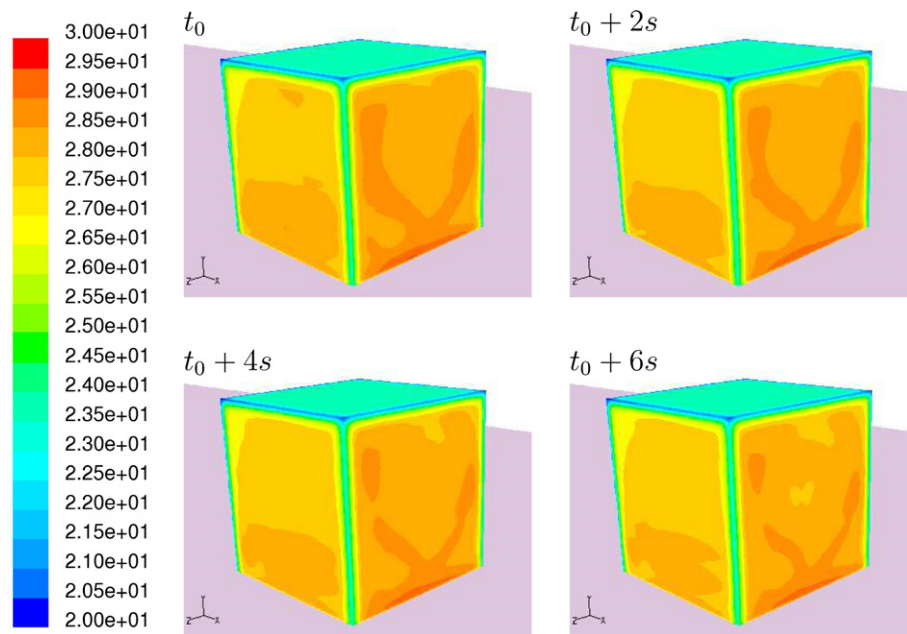 3.00e+01
2.95e+01
2.90e+01
2.85e+01
2.80e+01
2.75e+01
2.70e+01
2.65e+01
2.60e+01
2.55e+01
2.50e+01
2.45e+01
2.40e+01
2.35e+01
2.30e+01
2.25e+01
2.20e+01
2.15e+01
2.10e+01
2.05e+01
2.00e+01
t₀
Y
Z X
t₀ + 2s
Y
Z X
t₀ + 4s
Y
Z X
t₀ + 6s
Y
Z X